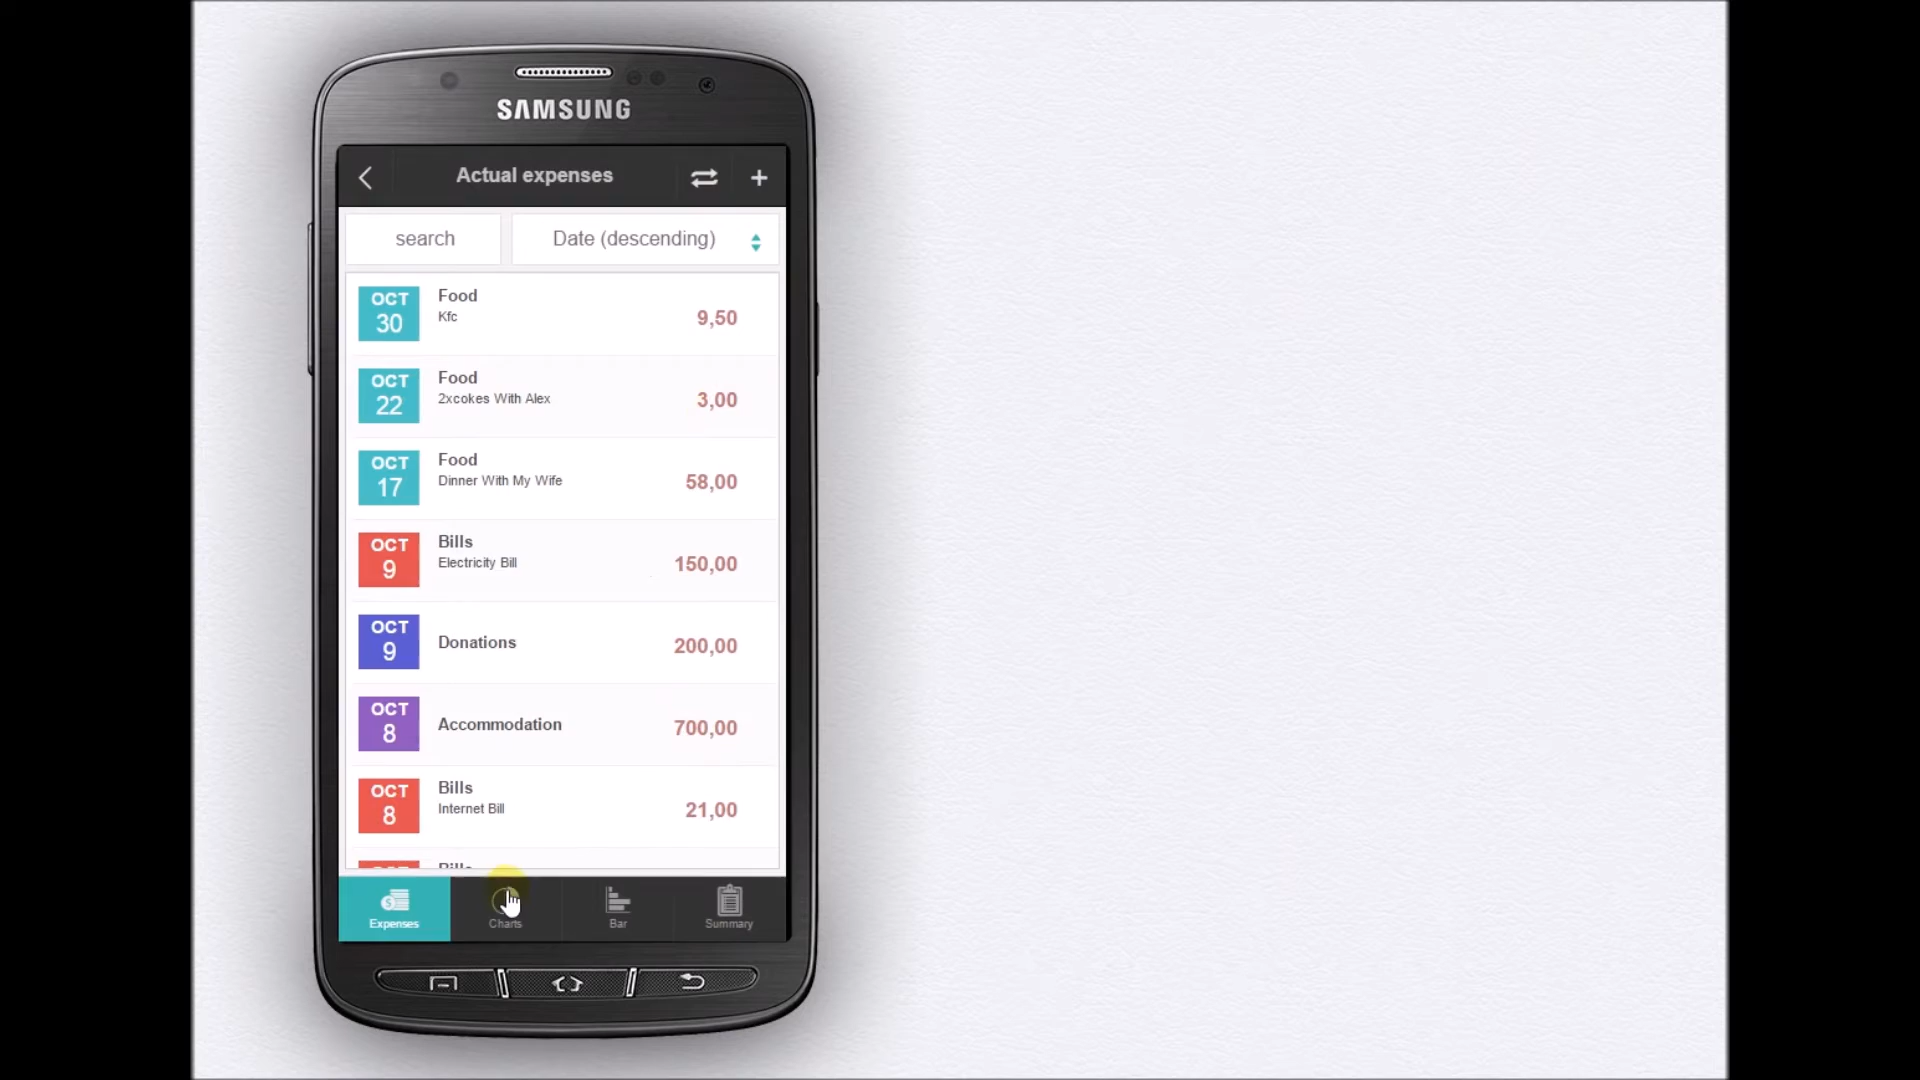 SAMSUNG
Actual expenses
search
Date (descending)
OCT
30
Food
Kfc
9,50
OCT
22
Food
2xcokes With Alex
3,00
OCT
17
Food
Dinner With My Wife
58,00
OCT
9
Bills
Electricity Bill
150,00
OCT
9
Donations
200,00
OCT
8
Accommodation
700,00
OCT
8
Bills
Internet Bill
21,00
Bills
Expenses
Charts
Bar
Summary